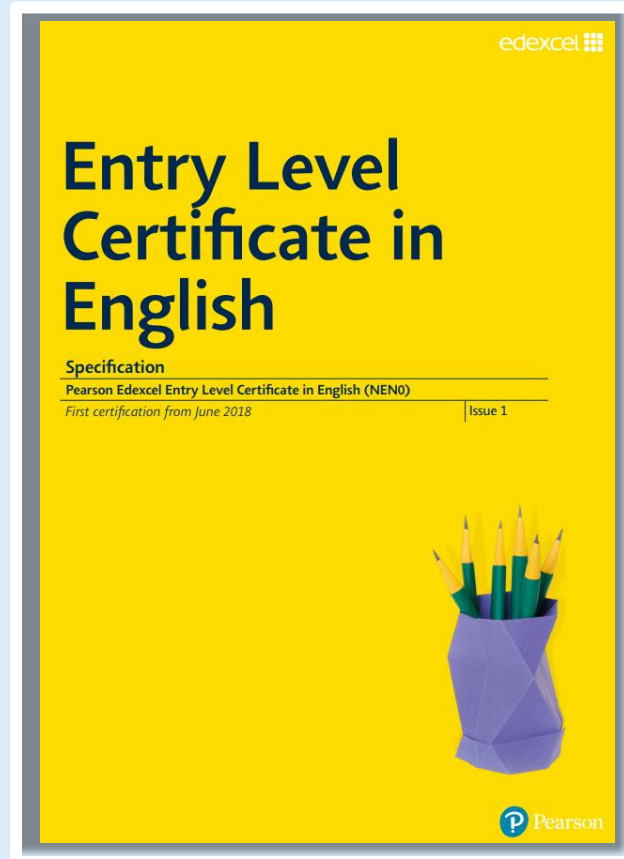 edexcel
Entry Level
Certificate in
English
Specification
Pearson Edexcel Entry Level Certificate in English (NEN0)
First certification from June 2018
Issue 1
P Pearson